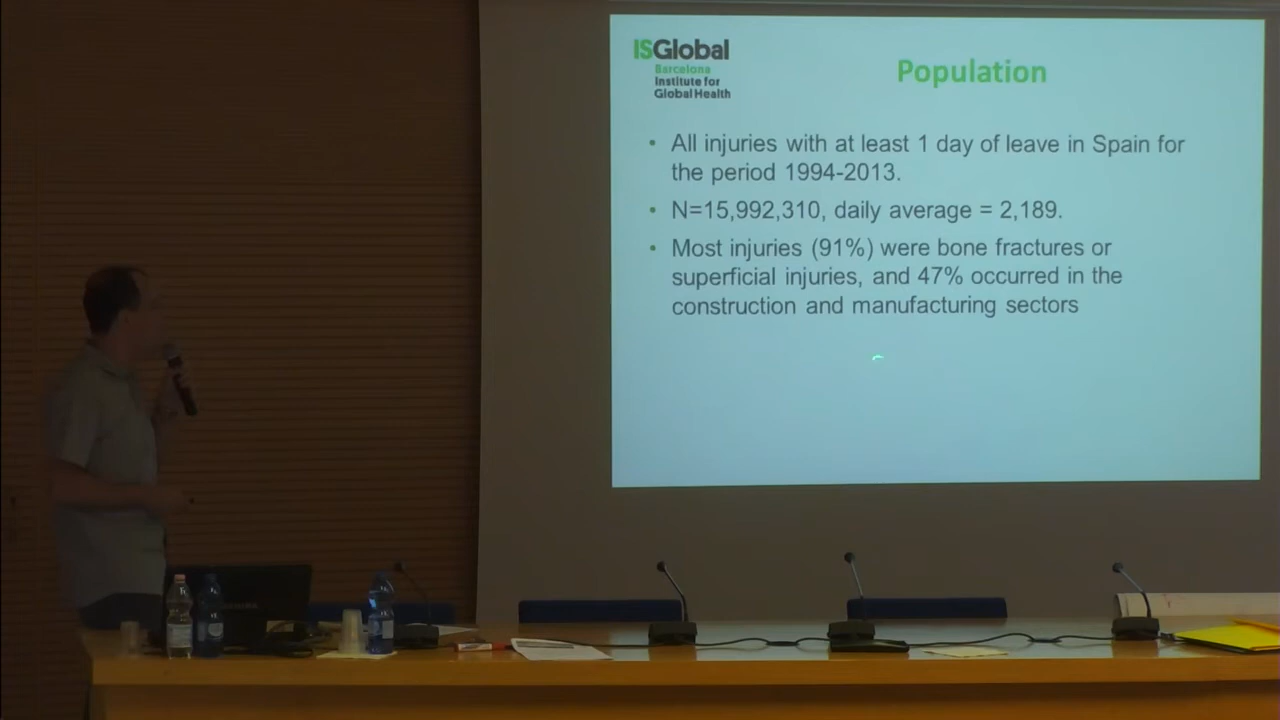 ISGlobal
Barcelona
Institute for
Global Health
Population
• All injuries with at least 1 day of leave in Spain for
the period 1994-2013.
• N=15,992,310, daily average = 2,189.
• Most injuries (91%) were bone fractures or
superficial injuries, and 47% occurred in the
construction and manufacturing sectors